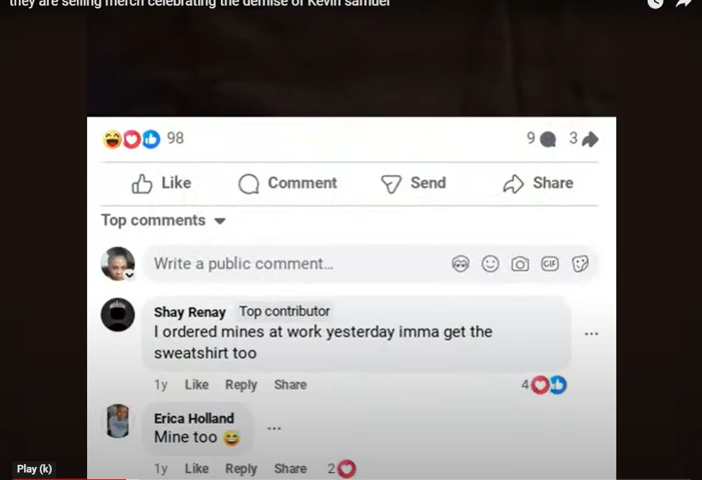 they are selling merch celebrating the demise of Kevin samuel
98
9
3
Like
Comment
Send
Share
Top comments
Write a public comment...
GIF
Shay Renay Top contributor
I ordered mines at work yesterday imma get the
sweatshirt too
1y Like Reply Share 4
Erica Holland
Mine too 😅
1y Like Reply Share 2
Play (k)